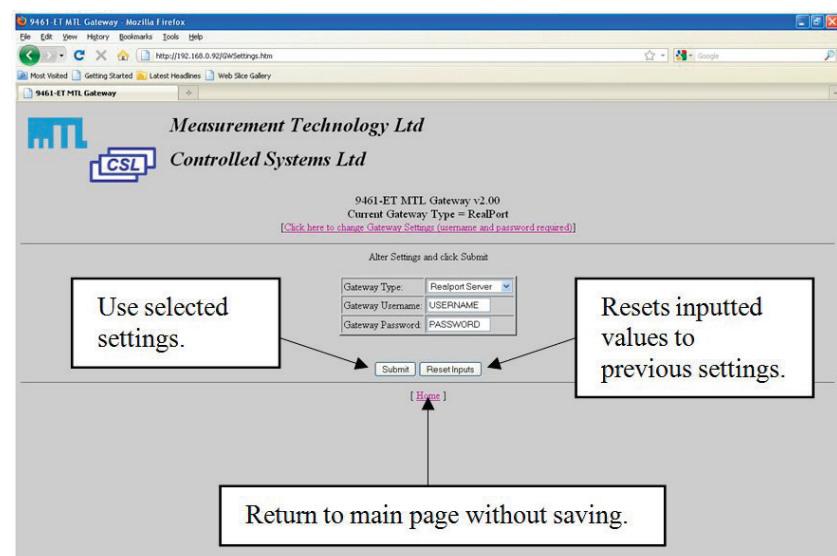 9461-ET MTL Gateway - Mozilla Firefox
File Edit View History Bookmarks Tools Help
http://192.168.0.92/GWSettings.htm
Google
Most Visited Getting Started Latest Headlines Web Slice Gallery
9461-ET MTL Gateway
MTL
CSL
Measurement Technology Ltd
Controlled Systems Ltd
9461-ET MTL Gateway v2.00
Current Gateway Type = RealPort
[Click here to change Gateway Settings (username and password required)]
Alter Settings and click Submit
Gateway Type: Realport Server
Gateway Username: USERNAME
Gateway Password: PASSWORD
Submit Reset Inputs
[ Home ]
Use selected
settings.
Resets inputted
values to
previous settings.
Return to main page without saving.